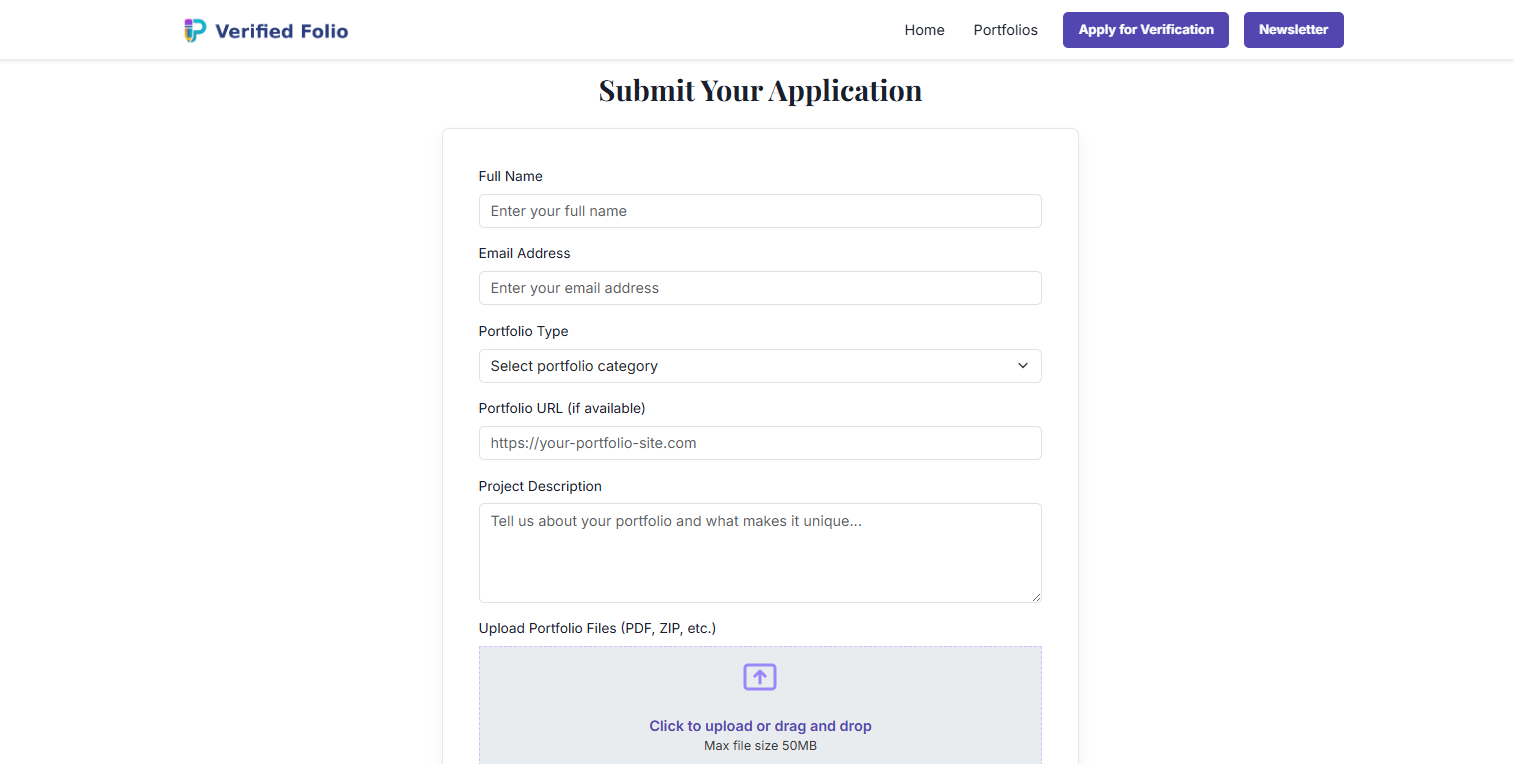 Verified Folio
Home Portfolios Apply for Verification Newsletter
Submit Your Application
Full Name
Enter your full name
Email Address
Enter your email address
Portfolio Type
Select portfolio category
Portfolio URL (if available)
https://your-portfolio-site.com
Project Description
Tell us about your portfolio and what makes it unique...
Upload Portfolio Files (PDF, ZIP, etc.)
Click to upload or drag and drop
Max file size 50MB